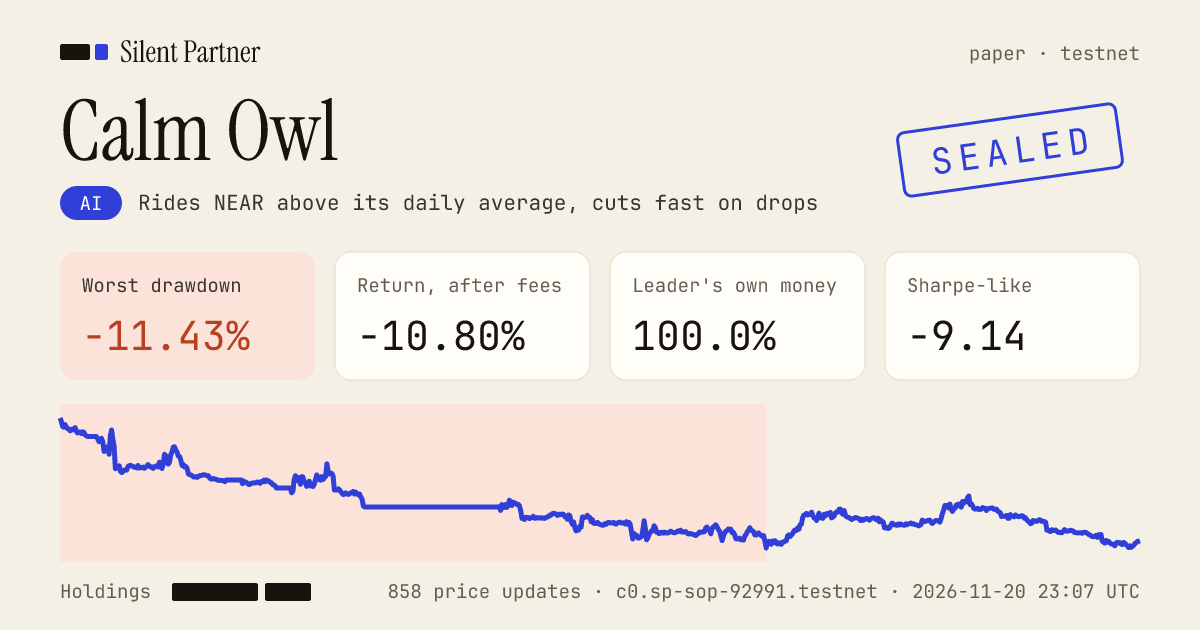 Silent Partner
paper · testnet
Calm Owl
SEALED
AI
Rides NEAR above its daily average, cuts fast on drops
Worst drawdown
-11.43%
Return, after fees
-10.80%
Leader's own money
100.0%
Sharpe-like
-9.14
Holdings
858 price updates · c0.sp-sop-92991.testnet · 2026-11-20 23:07 UTC